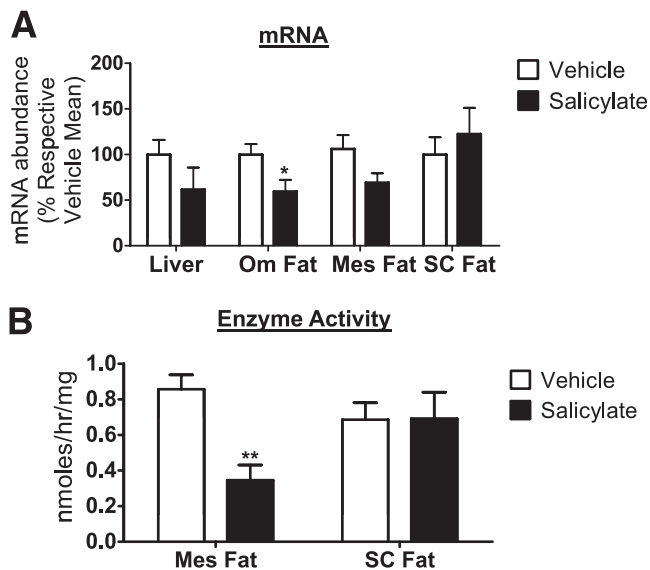 A
mRNA
mRNA abundance
(% Respective
Vehicle Mean)
200
150
100
50
0
*
Liver
Om Fat
Mes Fat
SC Fat
Vehicle
Salicylate
B
Enzyme Activity
nmoles/hr/mg
1.0
0.8
0.6
0.4
0.2
0.0
**
Mes Fat
SC Fat
Vehicle
Salicylate